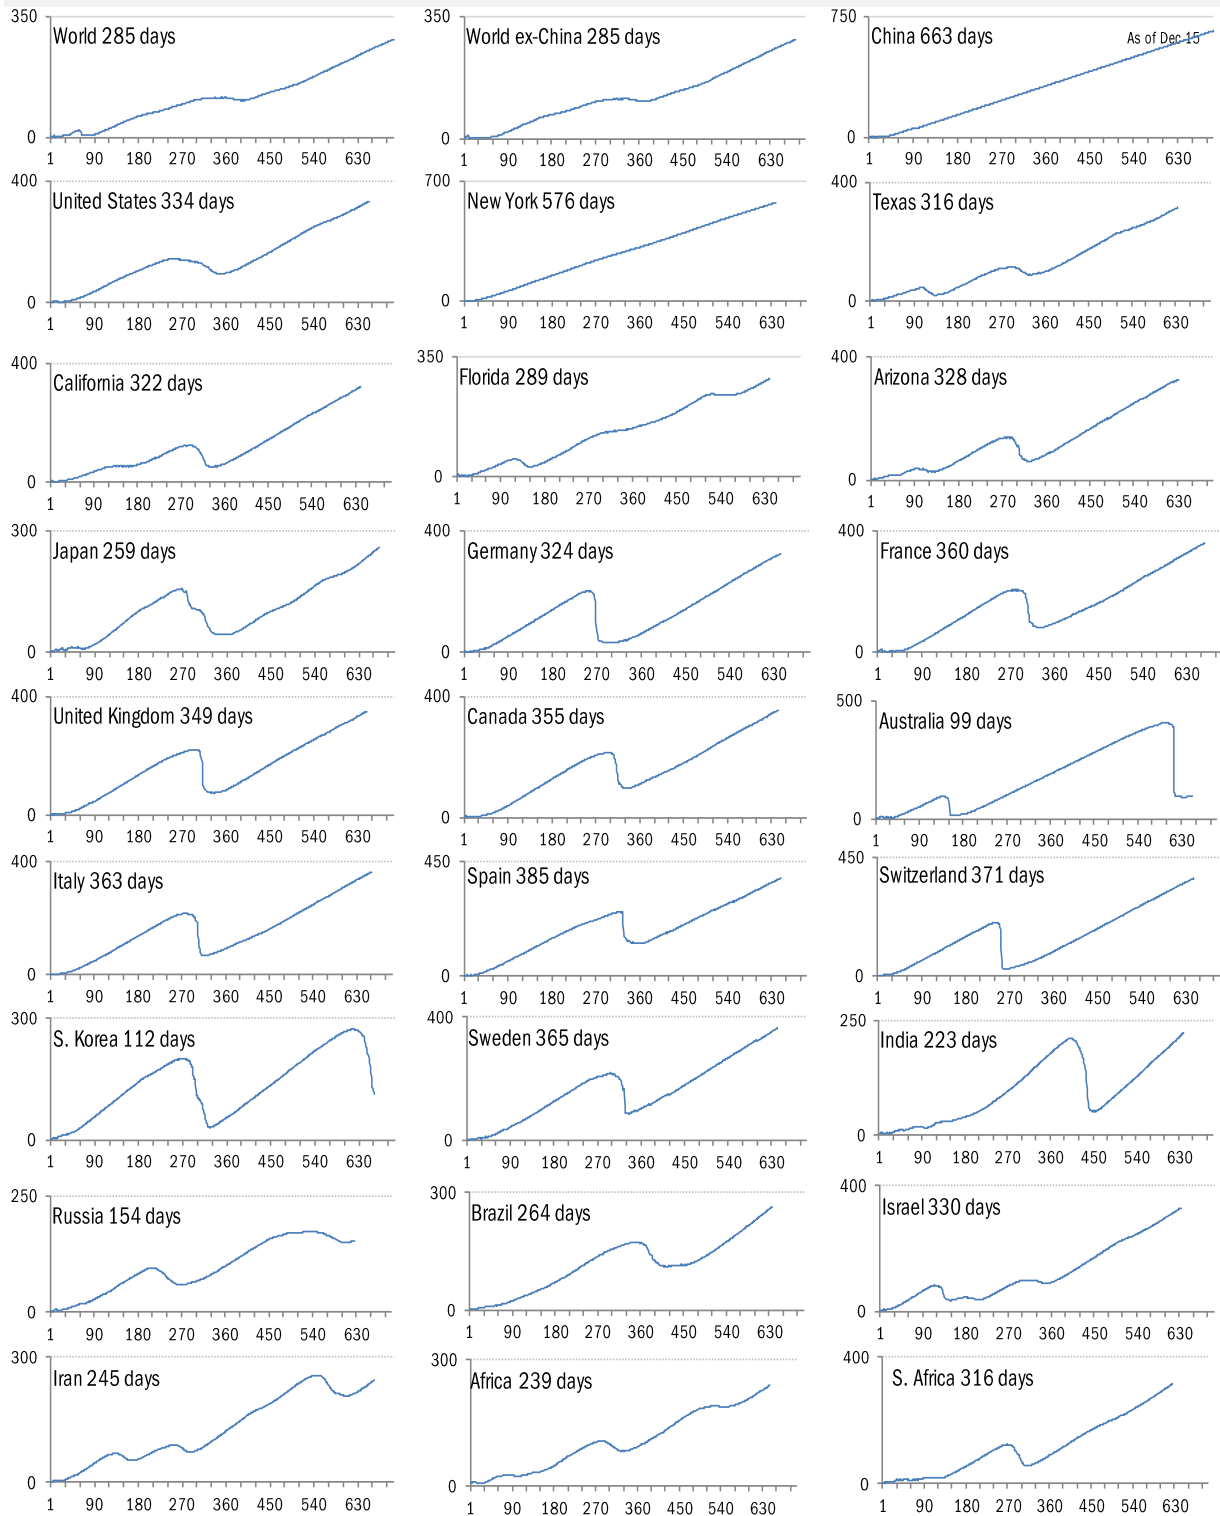 350
World 285 days
0
1 90 180 270 360 450 540 630
350
World ex-China 285 days
0
1 90 180 270 360 450 540 630
750
China 663 days
As of Dec 15
0
1 90 180 270 360 450 540 630
400
United States 334 days
0
1 90 180 270 360 450 540 630
700
New York 576 days
0
1 90 180 270 360 450 540 630
400
Texas 316 days
0
1 90 180 270 360 450 540 630
400
California 322 days
0
1 90 180 270 360 450 540 630
350
Florida 289 days
0
1 90 180 270 360 450 540 630
400
Arizona 328 days
0
1 90 180 270 360 450 540 630
300
Japan 259 days
0
1 90 180 270 360 450 540 630
400
Germany 324 days
0
1 90 180 270 360 450 540 630
400
France 360 days
0
1 90 180 270 360 450 540 630
400
United Kingdom 349 days
0
1 90 180 270 360 450 540 630
400
Canada 355 days
0
1 90 180 270 360 450 540 630
500
Australia 99 days
0
1 90 180 270 360 450 540 630
400
Italy 363 days
0
1 90 180 270 360 450 540 630
450
Spain 385 days
0
1 90 180 270 360 450 540 630
450
Switzerland 371 days
0
1 90 180 270 360 450 540 630
300
S. Korea 112 days
0
1 90 180 270 360 450 540 630
400
Sweden 365 days
0
1 90 180 270 360 450 540 630
250
India 223 days
0
1 90 180 270 360 450 540 630
250
Russia 154 days
0
1 90 180 270 360 450 540 630
300
Brazil 264 days
0
1 90 180 270 360 450 540 630
400
Israel 330 days
0
1 90 180 270 360 450 540 630
300
Iran 245 days
0
1 90 180 270 360 450 540 630
300
Africa 239 days
0
1 90 180 270 360 450 540 630
400
S. Africa 316 days
0
1 90 180 270 360 450 540 630